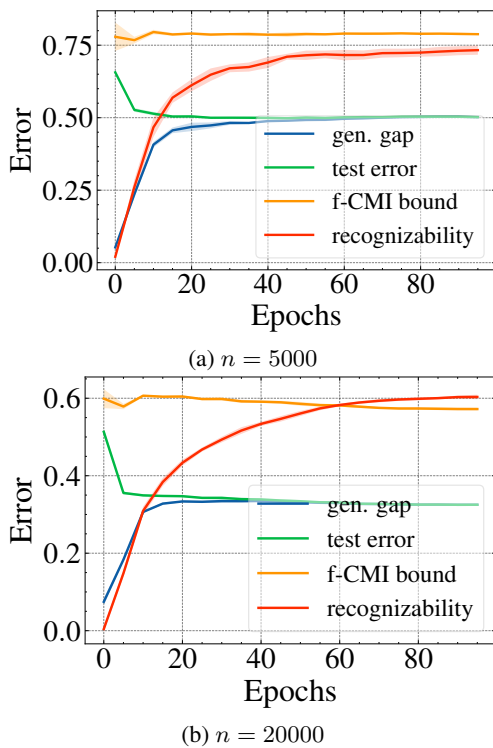 0.75
0.50
0.25
0.00
Error
gen. gap
test error
f-CMI bound
recognizability
0 20 40 60 80
Epochs
(a) n = 5000
0.6
0.4
0.2
0.0
Error
gen. gap
test error
f-CMI bound
recognizability
0 20 40 60 80
Epochs
(b) n = 20000